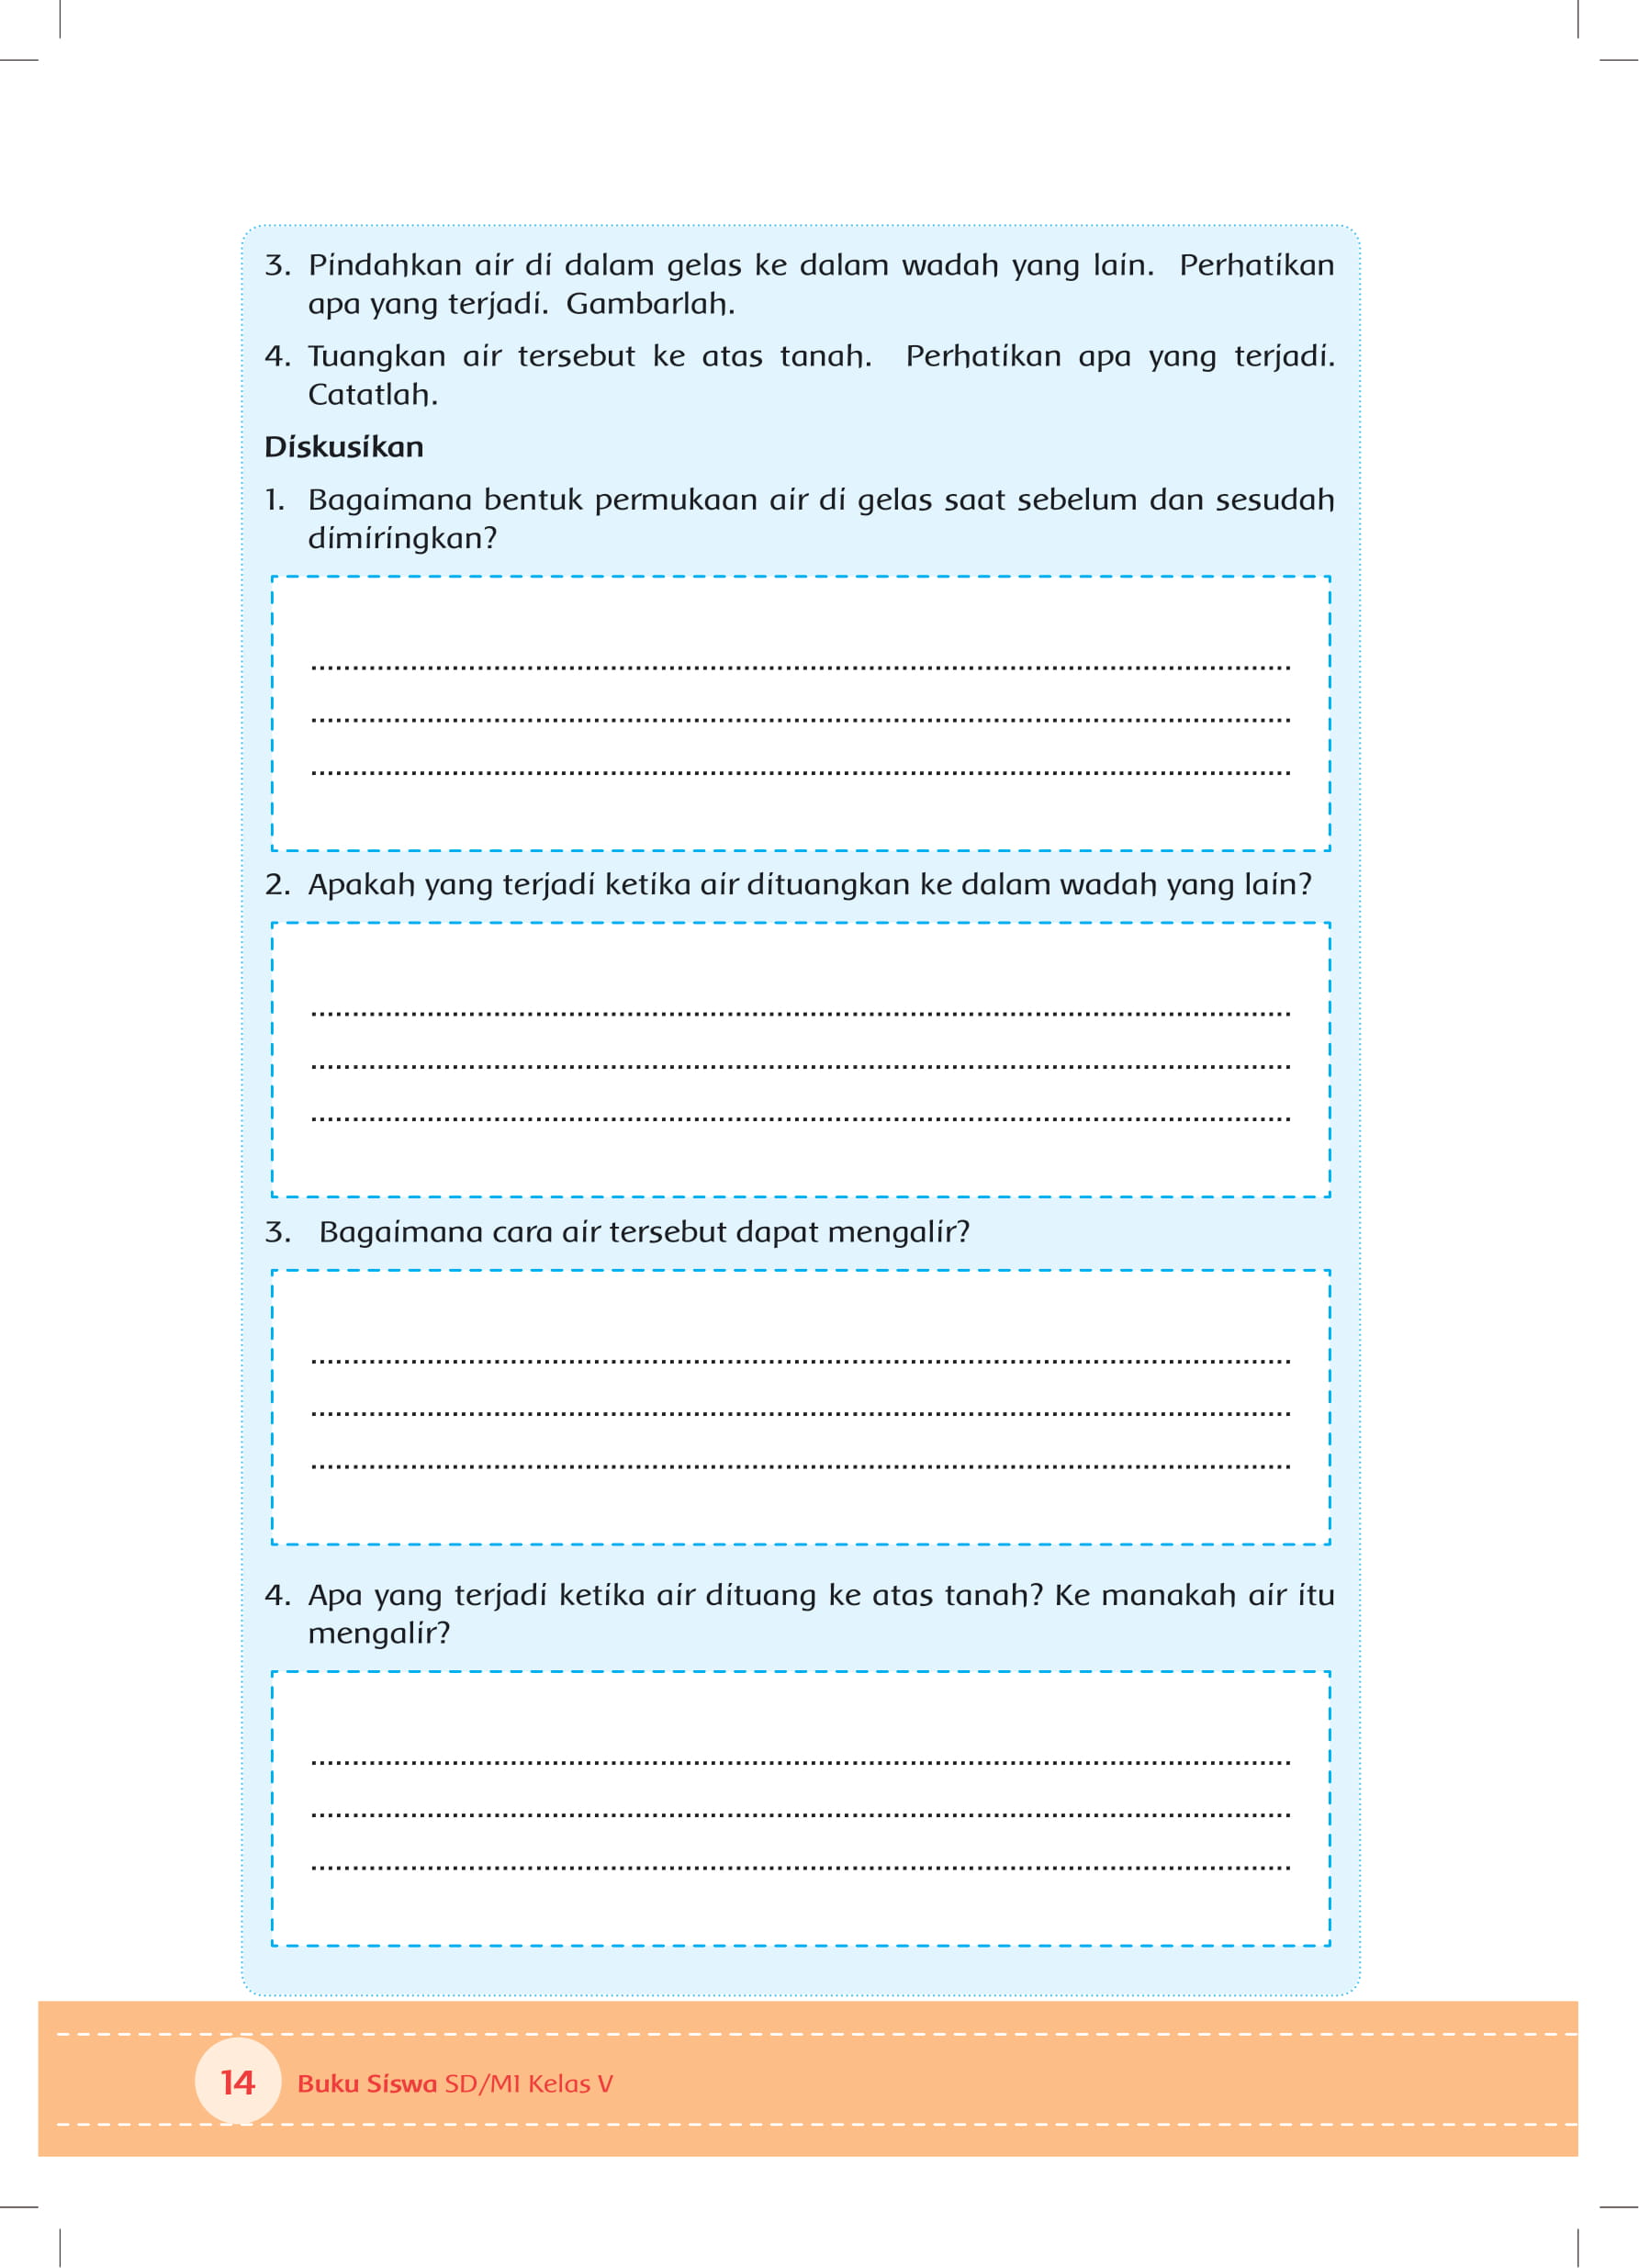 3. Pindahkan air di dalam gelas ke dalam wadah yang lain. Perhatikan
apa yang terjadi. Gambarlah.
4. Tuangkan air tersebut ke atas tanah. Perhatikan apa yang terjadi.
Catatlah.
Diskusikan
1. Bagaimana bentuk permukaan air di gelas saat sebelum dan sesudah
dimiringkan?
2. Apakah yang terjadi ketika air dituangkan ke dalam wadah yang lain?
3. Bagaimana cara air tersebut dapat mengalir?
4. Apa yang terjadi ketika air dituang ke atas tanah? Ke manakah air itu
mengalir?
14 Buku Siswa SD/MI Kelas V